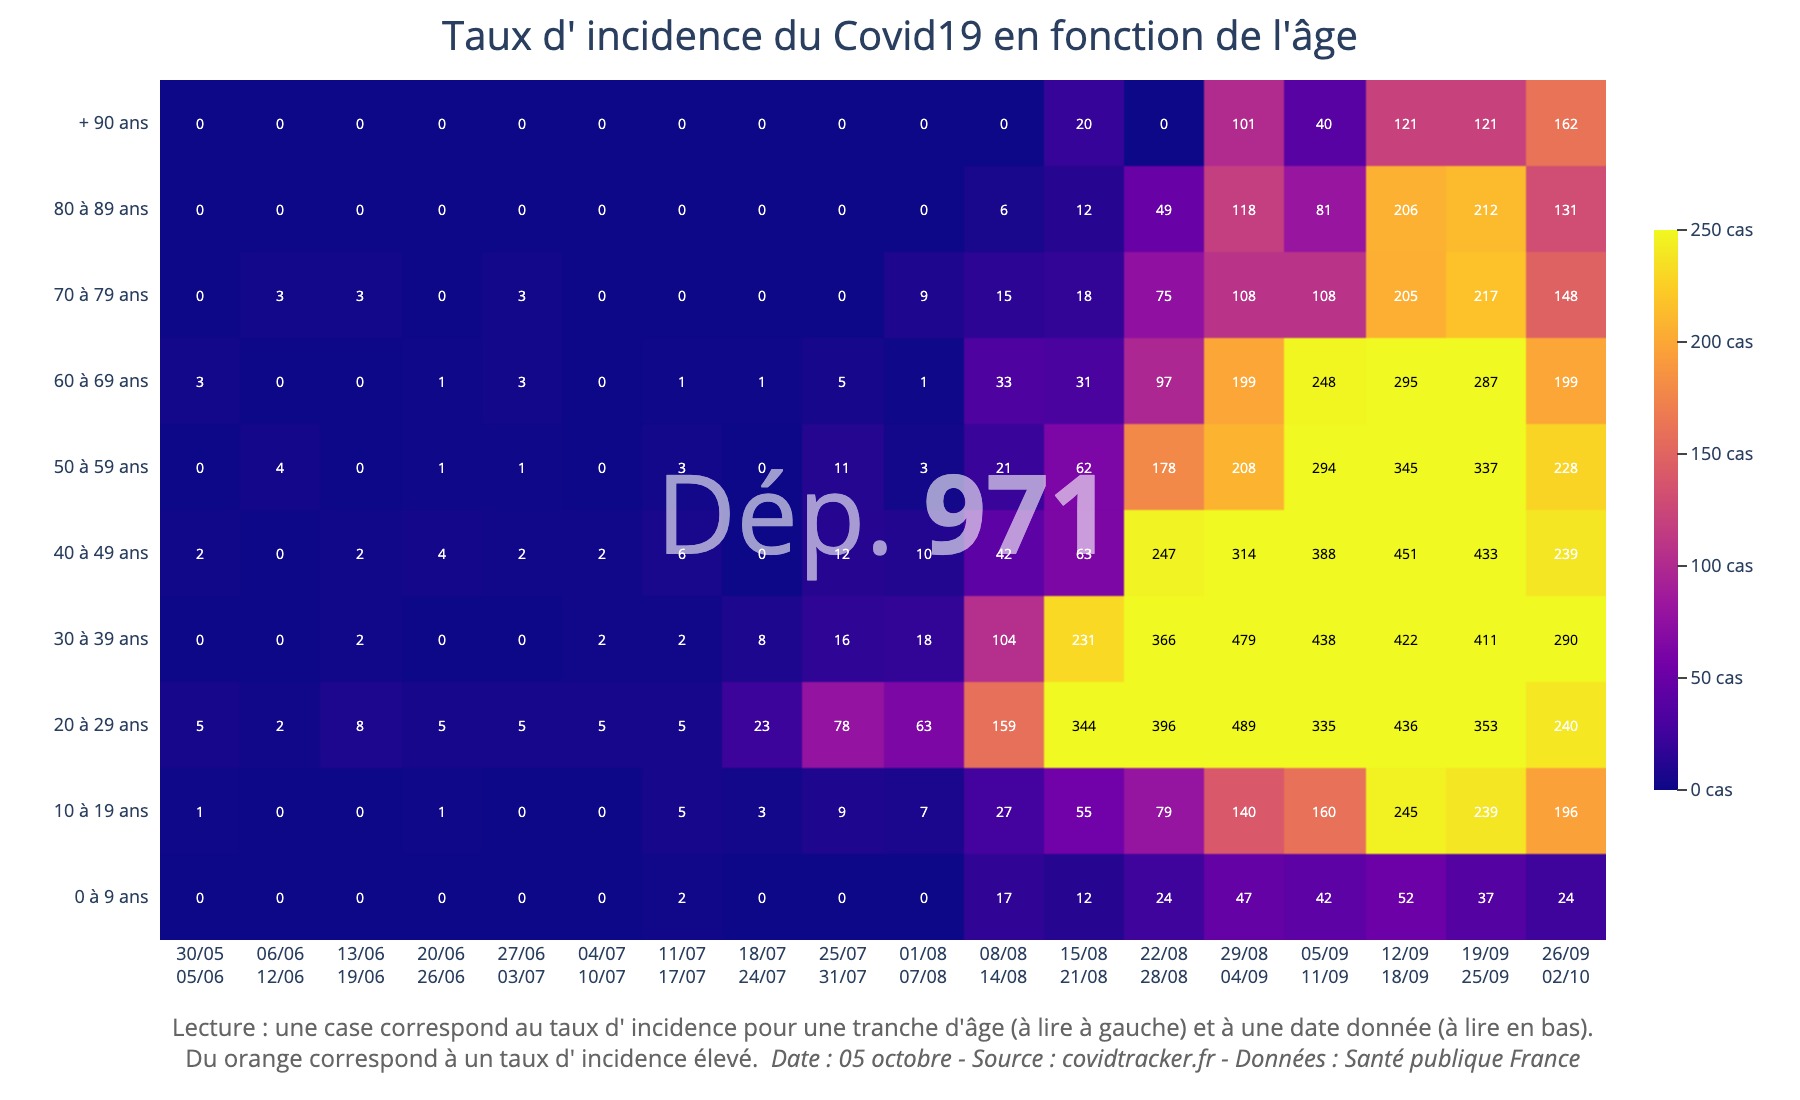 Taux d' incidence du Covid19 en fonction de l'âge
+ 90 ans 0 0 0 0 0 0 0 0 0 0 0 20 0 101 40 121 121 162
80 à 89 ans 0 0 0 0 0 0 0 0 0 0 6 12 49 118 81 206 212 131
250 cas
70 à 79 ans 0 3 3 0 3 0 0 0 0 9 15 18 75 108 108 205 217 148
200 cas
60 à 69 ans 3 0 0 1 3 0 1 1 5 1 33 31 97 199 248 295 287 199
150 cas
50 à 59 ans 0 4 0 1 1 0 3 0 11 3 21 62 178 208 294 345 337 228
Dép. 971
40 à 49 ans 2 0 2 4 2 2 6 0 12 10 42 63 247 314 388 451 433 239
100 cas
30 à 39 ans 0 0 2 0 0 2 2 8 16 18 104 231 366 479 438 422 411 290
50 cas
20 à 29 ans 5 2 8 5 5 5 5 23 78 63 159 344 396 489 335 436 353 240
0 cas
10 à 19 ans 1 0 0 1 0 0 5 3 9 7 27 55 79 140 160 245 239 196
0 à 9 ans 0 0 0 0 0 0 2 0 0 0 17 12 24 47 42 52 37 24
30/05 06/06 13/06 20/06 27/06 04/07 11/07 18/07 25/07 01/08 08/08 15/08 22/08 29/08 05/09 12/09 19/09 26/09
05/06 12/06 19/06 26/06 03/07 10/07 17/07 24/07 31/07 07/08 14/08 21/08 28/08 04/09 11/09 18/09 25/09 02/10
Lecture : une case correspond au taux d' incidence pour une tranche d'âge (à lire à gauche) et à une date donnée (à lire en bas).
Du orange correspond à un taux d' incidence élevé. Date : 05 octobre - Source : covidtracker.fr - Données : Santé publique France